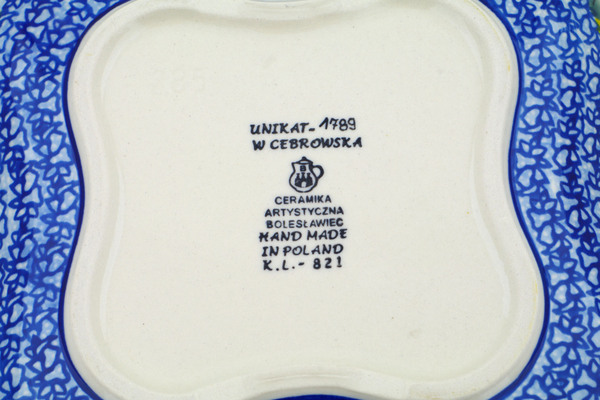 UNIKAT-1789
W CEBROWSKA
B
CERAMIKA
ARTYSTYCZNA
BOLESŁAWIEC
HAND MADE
IN POLAND
K.L.- 821